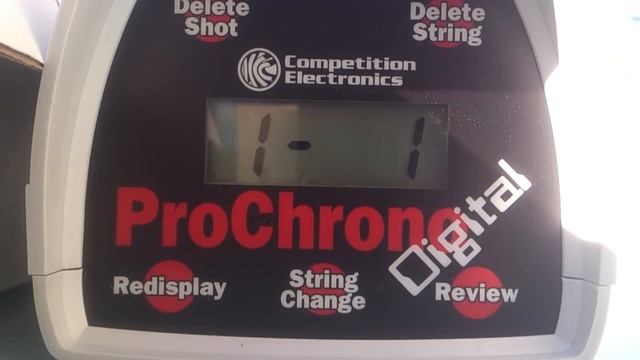 Delete
Shot
Delete
String
Competition
Electronics
1 - 1
ProChrono
Digital
Redisplay
String
Change
Review